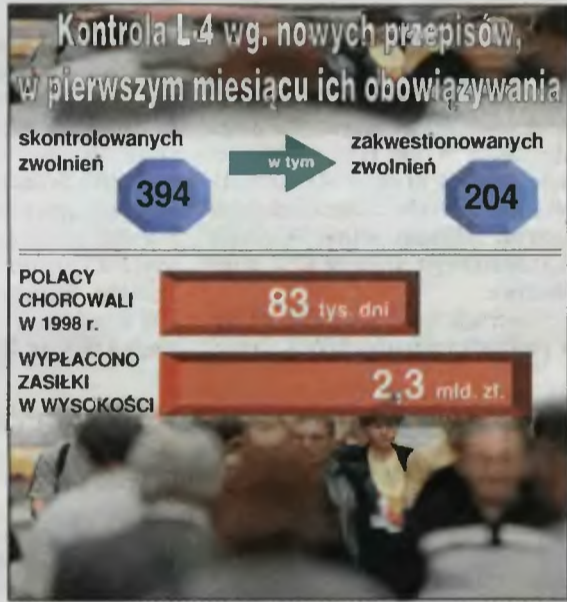 Kontrola L-4 wg. nowych przepisów,
w pierwszym miesiącu ich obowiązywania
skontrolowanych
zwolnień
394
w tym
zakwestionowanych
zwolnień
204
POLACY
CHOROWALI
W 1998 r.
83 tys. dni
WYPŁACONO
ZASIŁKI
W WYSOKOŚCI
2,3 mld. zł.